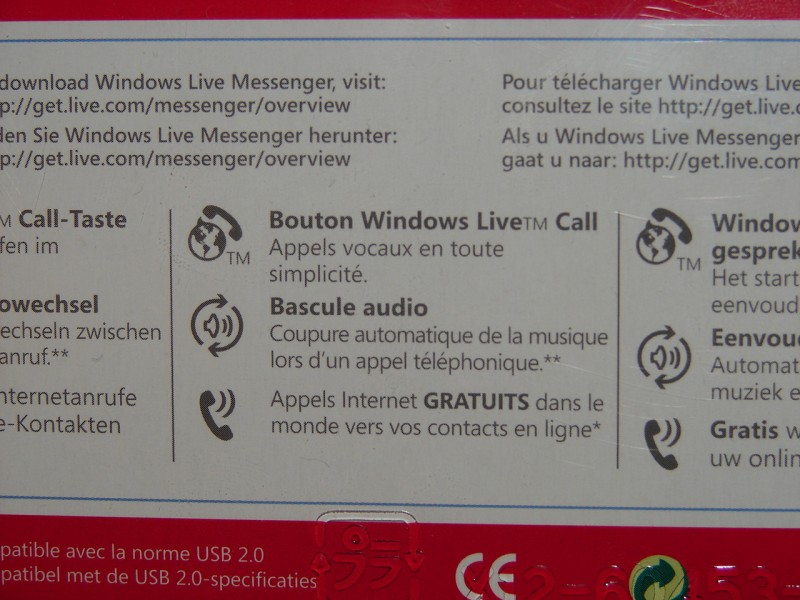 download Windows Live Messenger, visit:
p://get.live.com/messenger/overview
den Sie Windows Live Messenger herunter:
p://get.live.com/messenger/overview
Pour télécharger Windows Live
consultez le site http://get.live.c
Als u Windows Live Messenger
gaat u naar: http://get.live.com
TM Call-Taste
fen im
owechsel
echseln zwischen
anruf.**
nternetanrufe
e-Kontakten
TM
Bouton Windows Live™ Call
Appels vocaux en toute
simplicité.
Bascule audio
Coupure automatique de la musique
lors d'un appel téléphonique.**
Appels Internet GRATUITS dans le
monde vers vos contacts en ligne*
TM
Window
gesprek
Het start
eenvoud
Eenvoud
Automat
muziek e
Gratis w
uw onlin
patible avec la norme USB 2.0
patibel met de USB 2.0-specificaties
CE